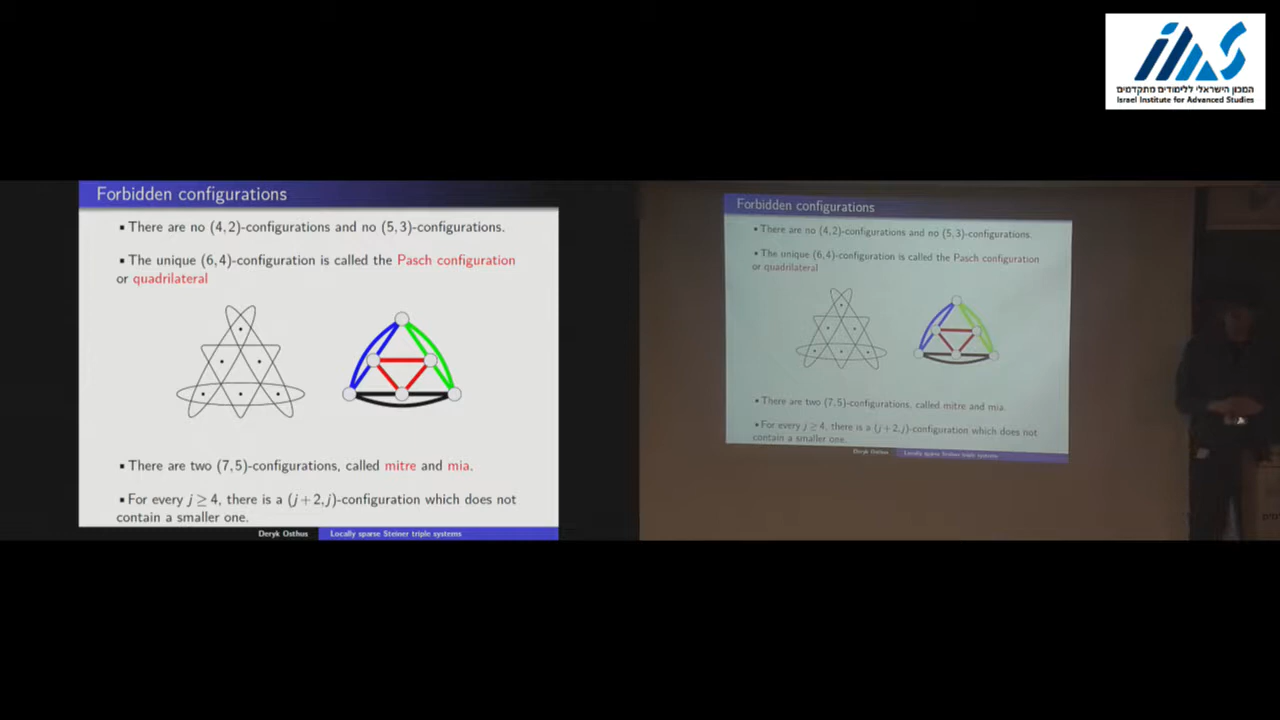 המכון הישראלי ללימודים מתקדמים
Israel Institute for Advanced Studies
Forbidden configurations
▪ There are no (4,2)-configurations and no (5,3)-configurations.
▪ The unique (6,4)-configuration is called the Pasch configuration
or quadrilateral
▪ There are two (7,5)-configurations, called mitre and mia.
▪ For every j ≥ 4, there is a (j+2,j)-configuration which does not
contain a smaller one.
Deryk Osthus Locally sparse Steiner triple systems
Forbidden configurations
▪ There are no (4,2)-configurations and no (5,3)-configurations.
▪ The unique (6,4)-configuration is called the Pasch configuration
or quadrilateral
▪ There are two (7,5)-configurations, called mitre and mia.
▪ For every j ≥ 4, there is a (j+2,j)-configuration which does not
contain a smaller one.
Deryk Osthus Locally sparse Steiner triple systems